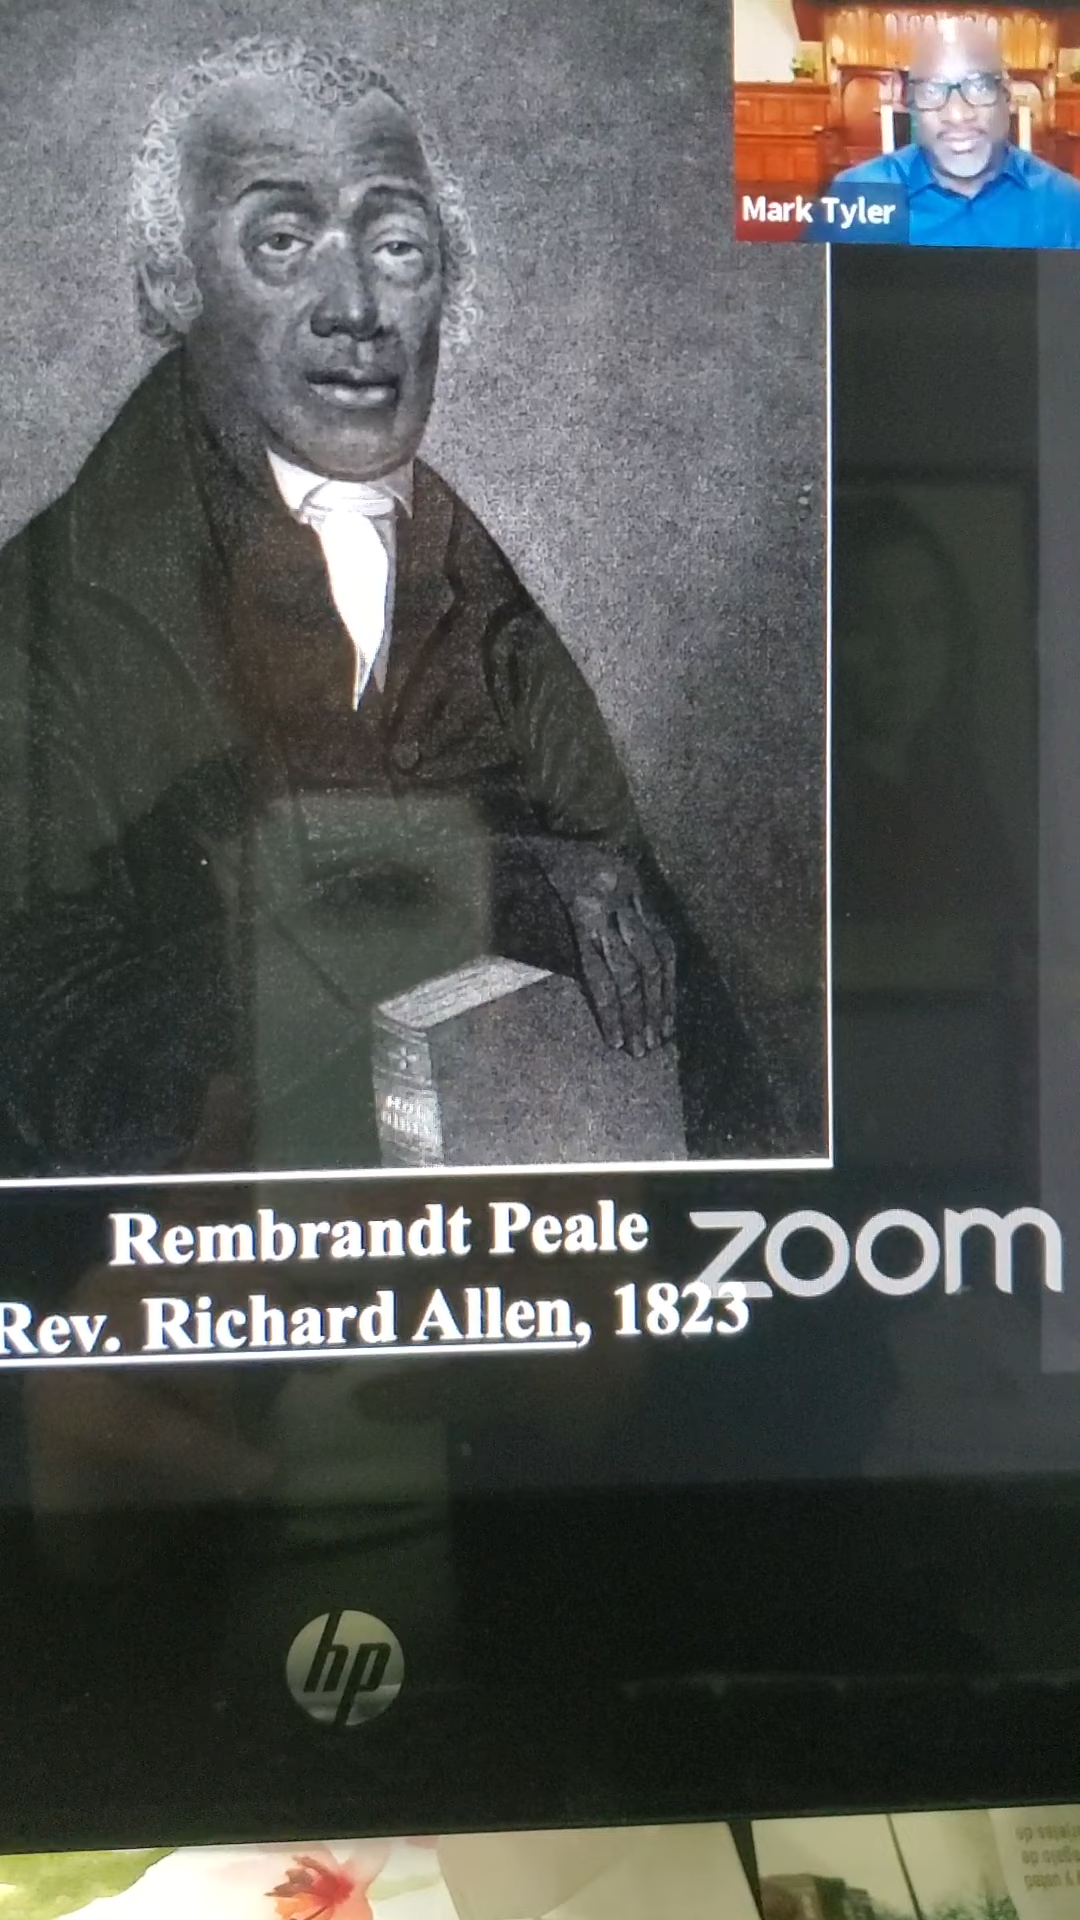 Mark Tyler
Rembrandt Peale
zoom
Rev. Richard Allen, 1823
hp